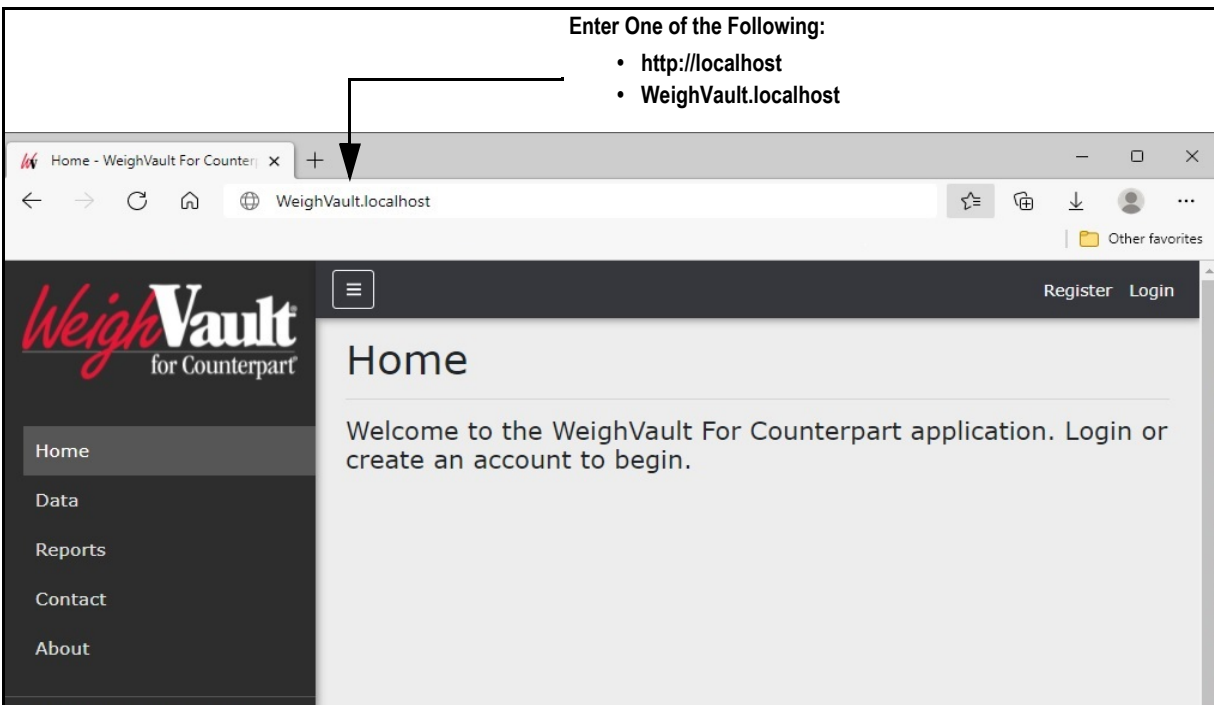 Enter One of the Following:
• http://localhost
• WeighVault.localhost
Home - WeighVault For Counter
WeighVault.localhost
Other favorites
WeighVault
for Counterpart®
Register Login
Home
Welcome to the WeighVault For Counterpart application. Login or
create an account to begin.
Home
Data
Reports
Contact
About